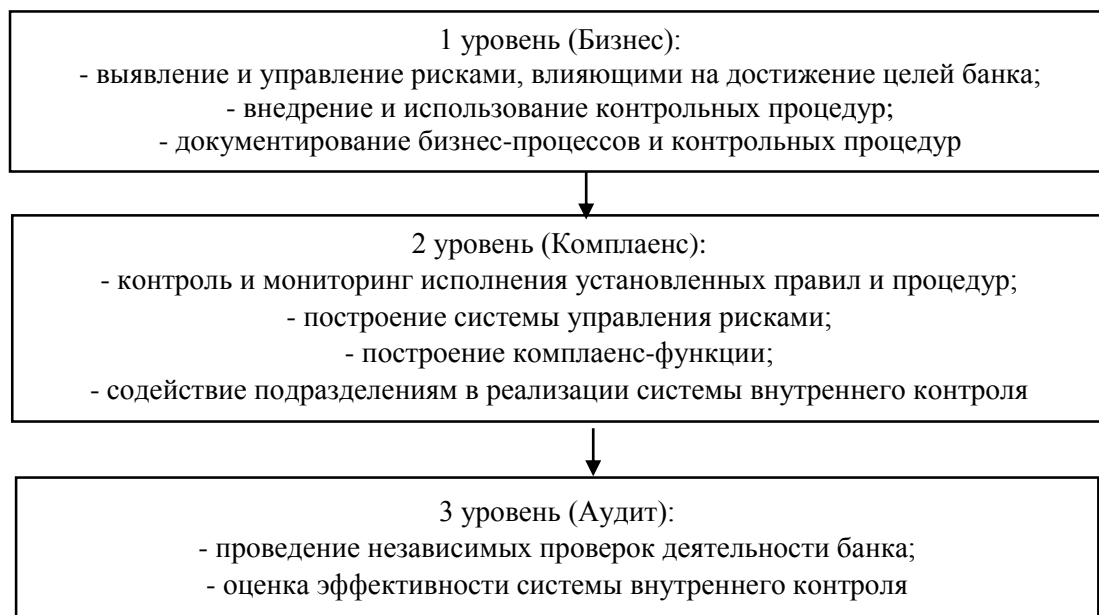 1 уровень (Бизнес):
- выявление и управление рисками, влияющими на достижение целей банка;
- внедрение и использование контрольных процедур;
- документирование бизнес-процессов и контрольных процедур
2 уровень (Комплаенс):
- контроль и мониторинг исполнения установленных правил и процедур;
- построение системы управления рисками;
- построение комплаенс-функции;
- содействие подразделениям в реализации системы внутреннего контроля
3 уровень (Аудит):
- проведение независимых проверок деятельности банка;
- оценка эффективности системы внутреннего контроля